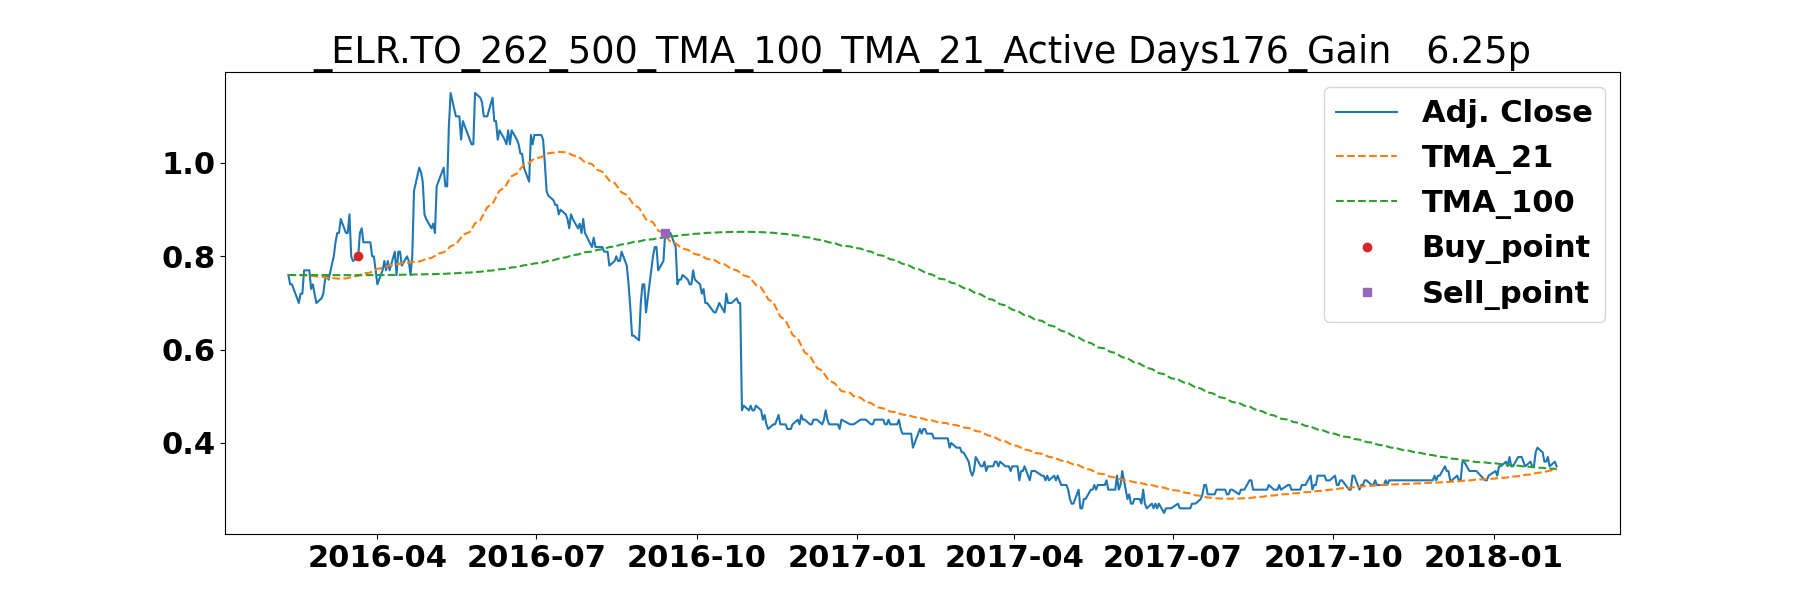 _ELR.TO_262_500_TMA_100_TMA_21_Active Days176_Gain   6.25p
Adj. Close
TMA_21
TMA_100
Buy_point
Sell_point
1.0
0.8
0.6
0.4
2016-04 2016-07 2016-10 2017-01 2017-04 2017-07 2017-10 2018-01